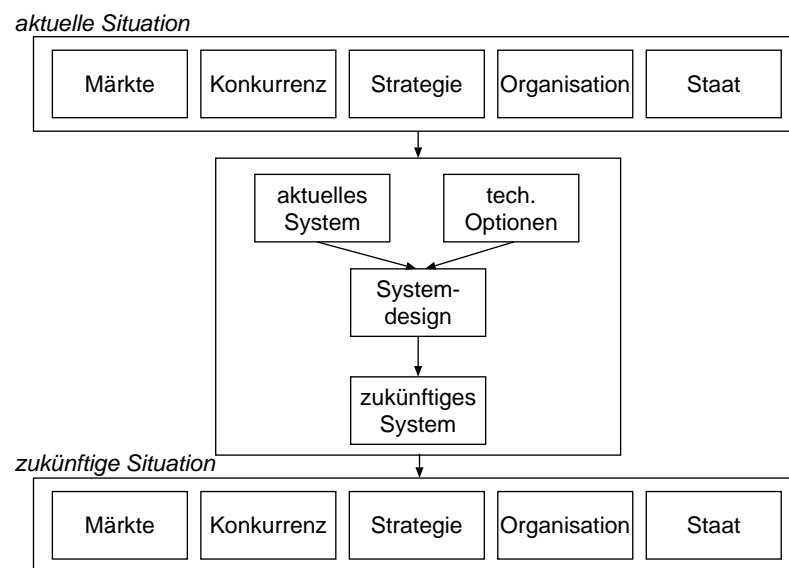 aktuelle Situation
Märkte Konkurrenz Strategie Organisation Staat
aktuelles
System
tech.
Optionen
System-
design
zukünftiges
System
zukünftige Situation
Märkte Konkurrenz Strategie Organisation Staat